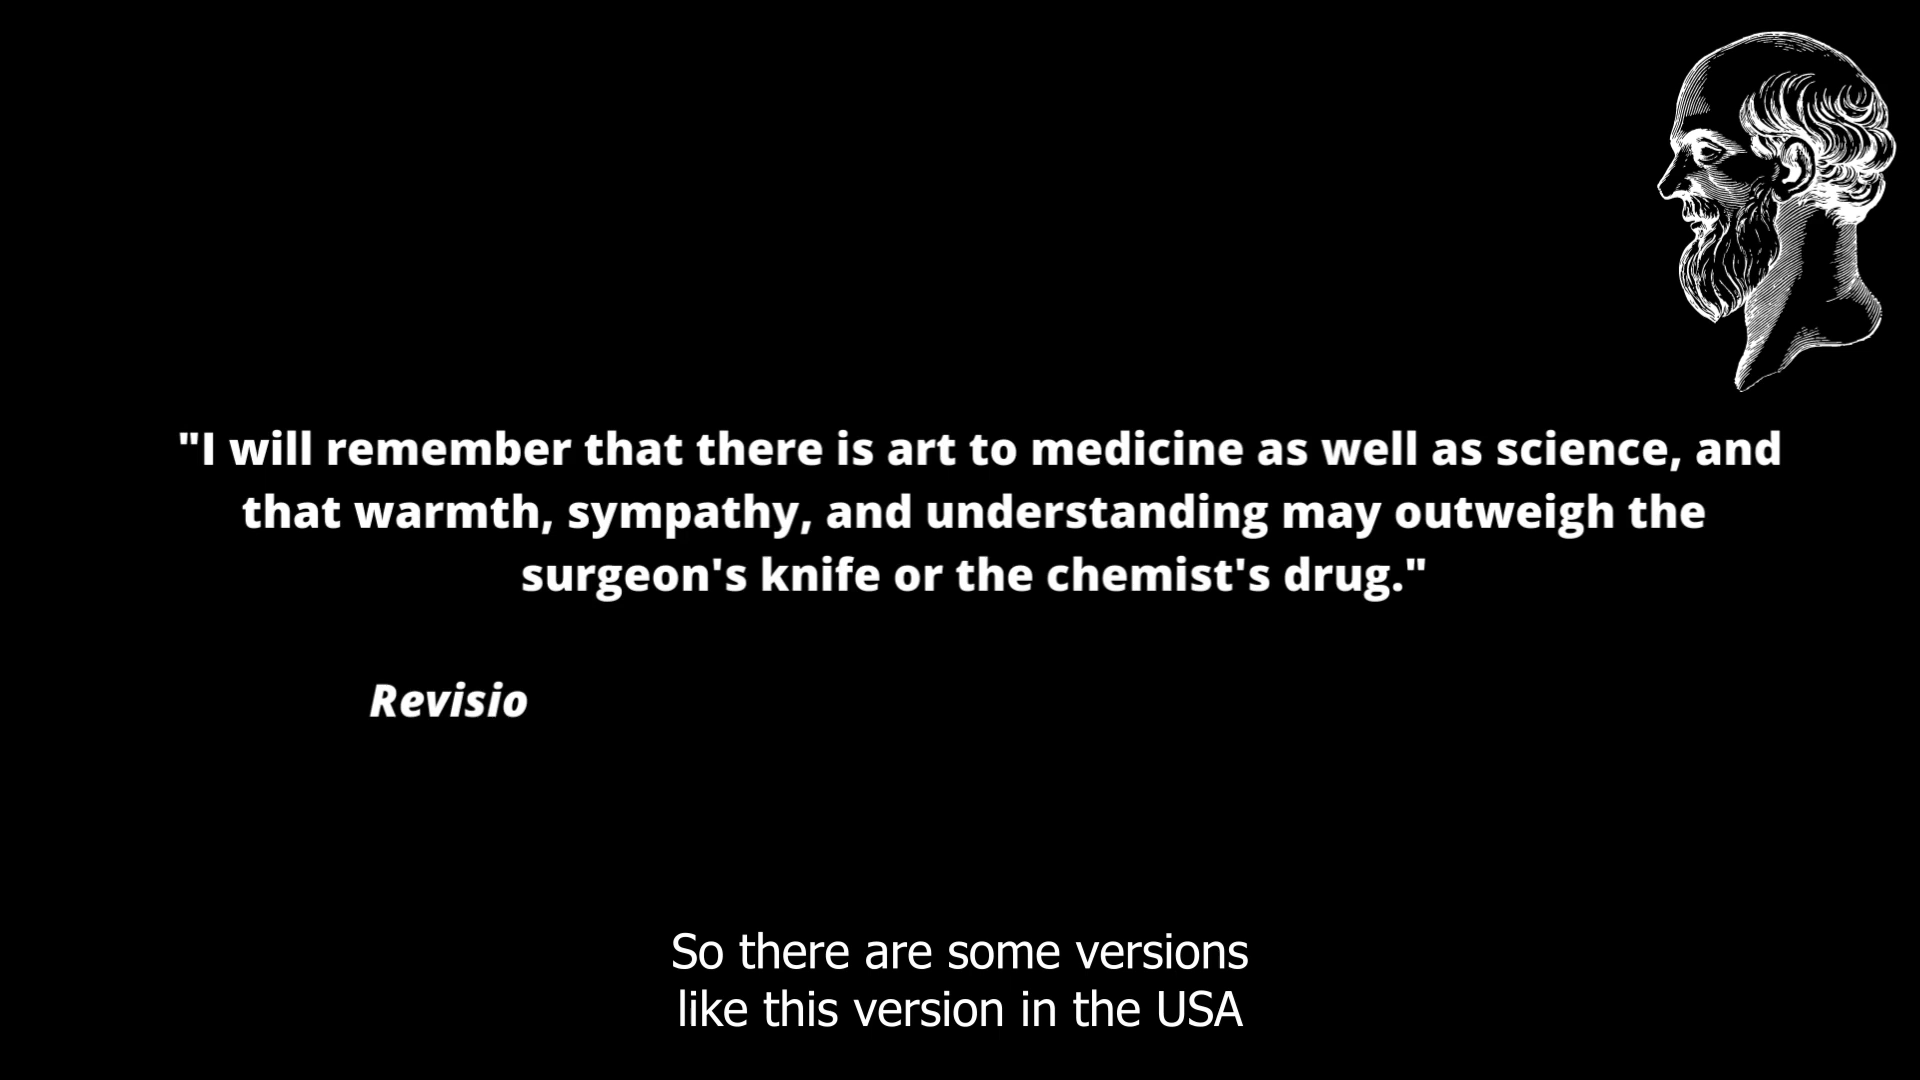 "I will remember that there is art to medicine as well as science, and
that warmth, sympathy, and understanding may outweigh the
surgeon's knife or the chemist's drug."
Revisio
So there are some versions
like this version in the USA